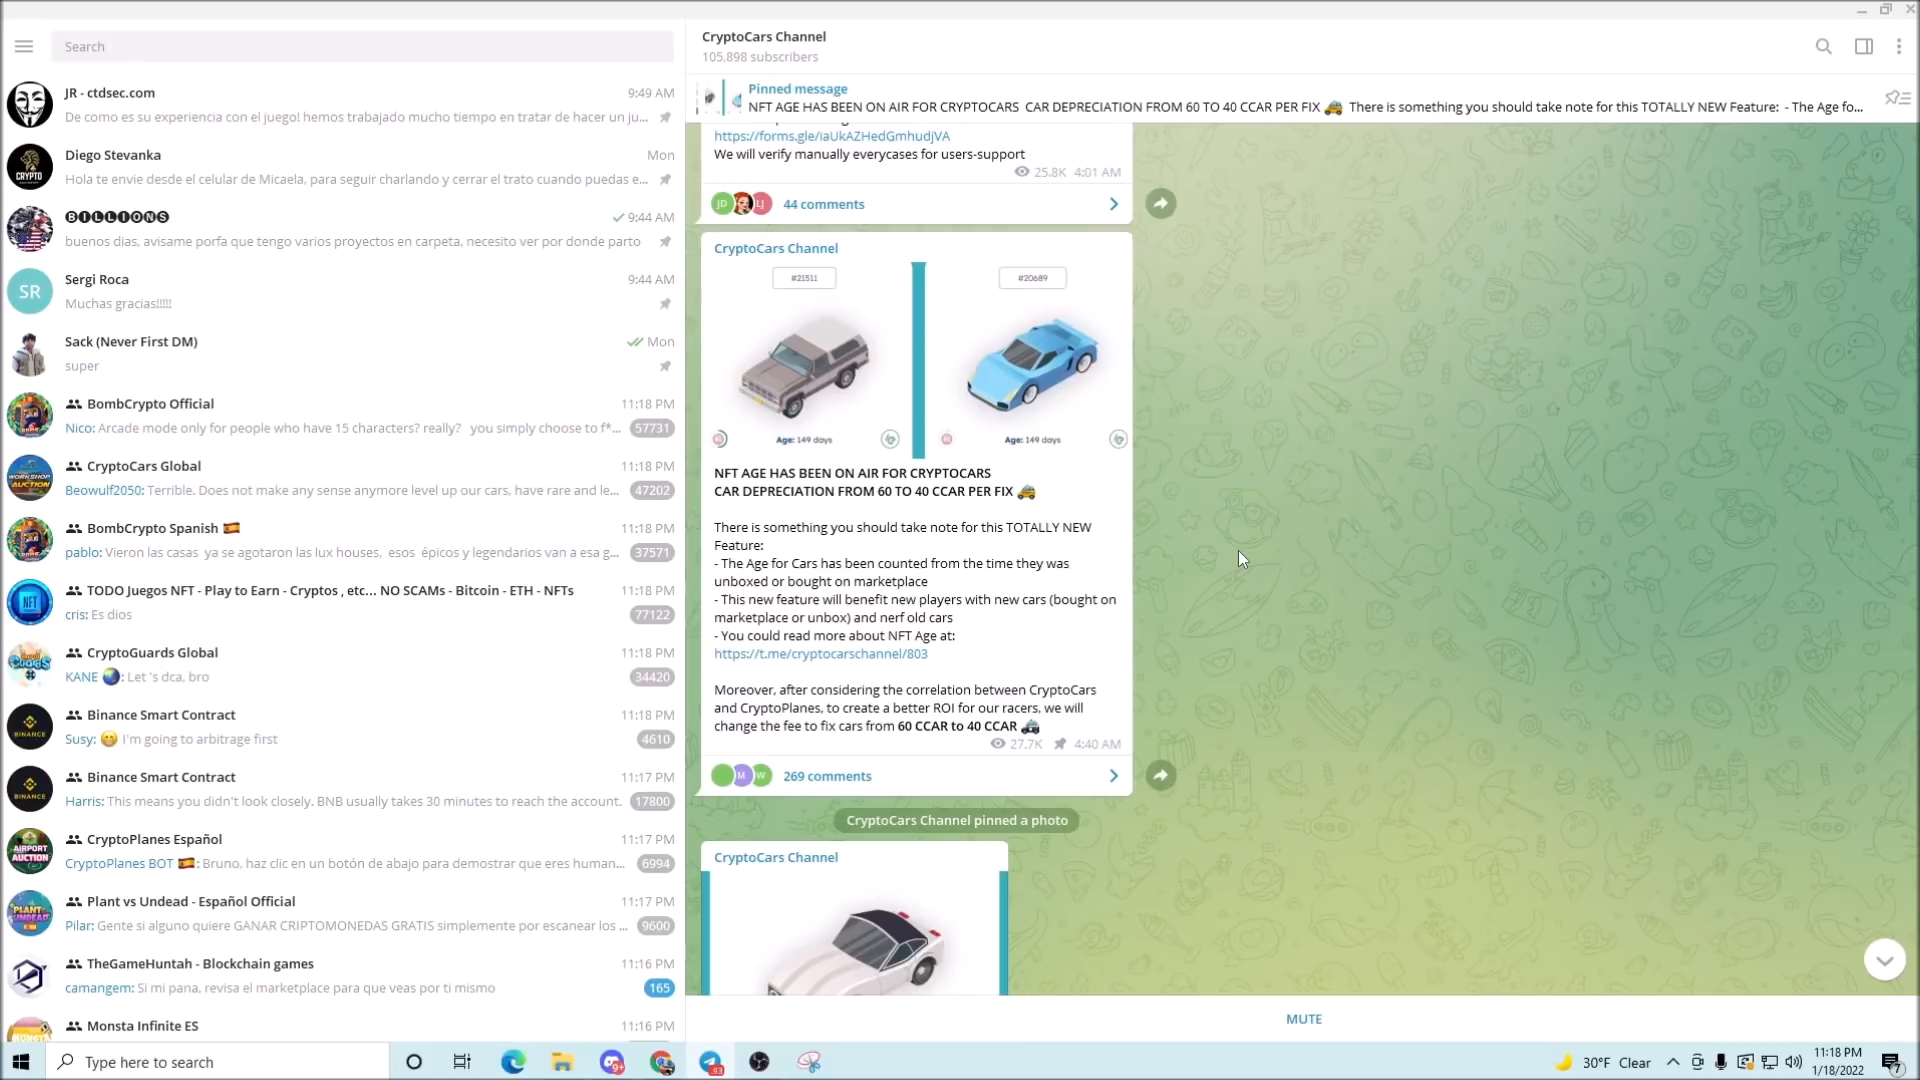 Search
JR - ctdsec.com
9:49 AM
De como es su experiencia con el juego! hemos trabajado mucho tiempo en tratar de hacer un ju...
Diego Stevanka
Mon
Hola te envie desde el celular de Micaela, para seguir charlando y cerrar el trato cuando puedas e...
🅑🅘🅛🅛🅘🅞🅝🅢
9:44 AM
buenos dias, avisame porfa que tengo varios proyectos en carpeta, necesito ver por donde parto
SR
Sergi Roca
9:44 AM
Muchas gracias!!!!!
Sack (Never First DM)
Mon
super
BombCrypto Official
11:18 PM
Nico: Arcade mode only for people who have 15 characters? really? you simply choose to f*...
57731
CryptoCars Global
11:18 PM
Beowulf2050: Terrible. Does not make any sense anymore level up our cars, have rare and le...
47202
BombCrypto Spanish 🇪🇸
11:18 PM
pablo: Vieron las casas ya se agotaron las lux houses, esos épicos y legendarios van a esa g...
37571
TODO Juegos NFT - Play to Earn - Cryptos , etc... NO SCAMs - Bitcoin - ETH - NFTs
11:18 PM
cris: Es dios
77122
CryptoGuards Global
11:18 PM
KANE 🌏: Let 's dca, bro
34420
Binance Smart Contract
11:18 PM
Susy: 😁 I'm going to arbitrage first
4610
Binance Smart Contract
11:17 PM
Harris: This means you didn't look closely. BNB usually takes 30 minutes to reach the account.
17800
CryptoPlanes Español
11:17 PM
CryptoPlanes BOT 🇪🇸: Bruno, haz clic en un botón de abajo para demostrar que eres human...
6994
Plant vs Undead - Español Official
11:17 PM
Pilar: Gente si alguno quiere GANAR CRIPTOMONEDAS GRATIS simplemente por escanear los ...
9600
TheGameHuntah - Blockchain games
11:16 PM
camangem: Si mi pana, revisa el marketplace para que veas por ti mismo
165
Monsta Infinite ES
11:16 PM
CryptoCars Channel
105,898 subscribers
Pinned message
NFT AGE HAS BEEN ON AIR FOR CRYPTOCARS CAR DEPRECIATION FROM 60 TO 40 CCAR PER FIX 🚕 There is something you should take note for this TOTALLY NEW Feature: - The Age fo...
https://forms.gle/iaUkAZHedGmhudjVA
We will verify manually everycases for users-support
25.8K 4:01 AM
JD LJ 44 comments
CryptoCars Channel
#21511
#20689
Age: 149 days
Age: 149 days
NFT AGE HAS BEEN ON AIR FOR CRYPTOCARS
CAR DEPRECIATION FROM 60 TO 40 CCAR PER FIX 🚕
There is something you should take note for this TOTALLY NEW
Feature:
- The Age for Cars has been counted from the time they was
unboxed or bought on marketplace
- This new feature will benefit new players with new cars (bought on
marketplace or unbox) and nerf old cars
- You could read more about NFT Age at:
https://t.me/cryptocarschannel/803
Moreover, after considering the correlation between CryptoCars
and CryptoPlanes, to create a better ROI for our racers, we will
change the fee to fix cars from 60 CCAR to 40 CCAR 🚓
27.7K 4:40 AM
M W 269 comments
CryptoCars Channel pinned a photo
CryptoCars Channel
MUTE
Type here to search
9+
93
30°F Clear
11:18 PM
1/18/2022
7